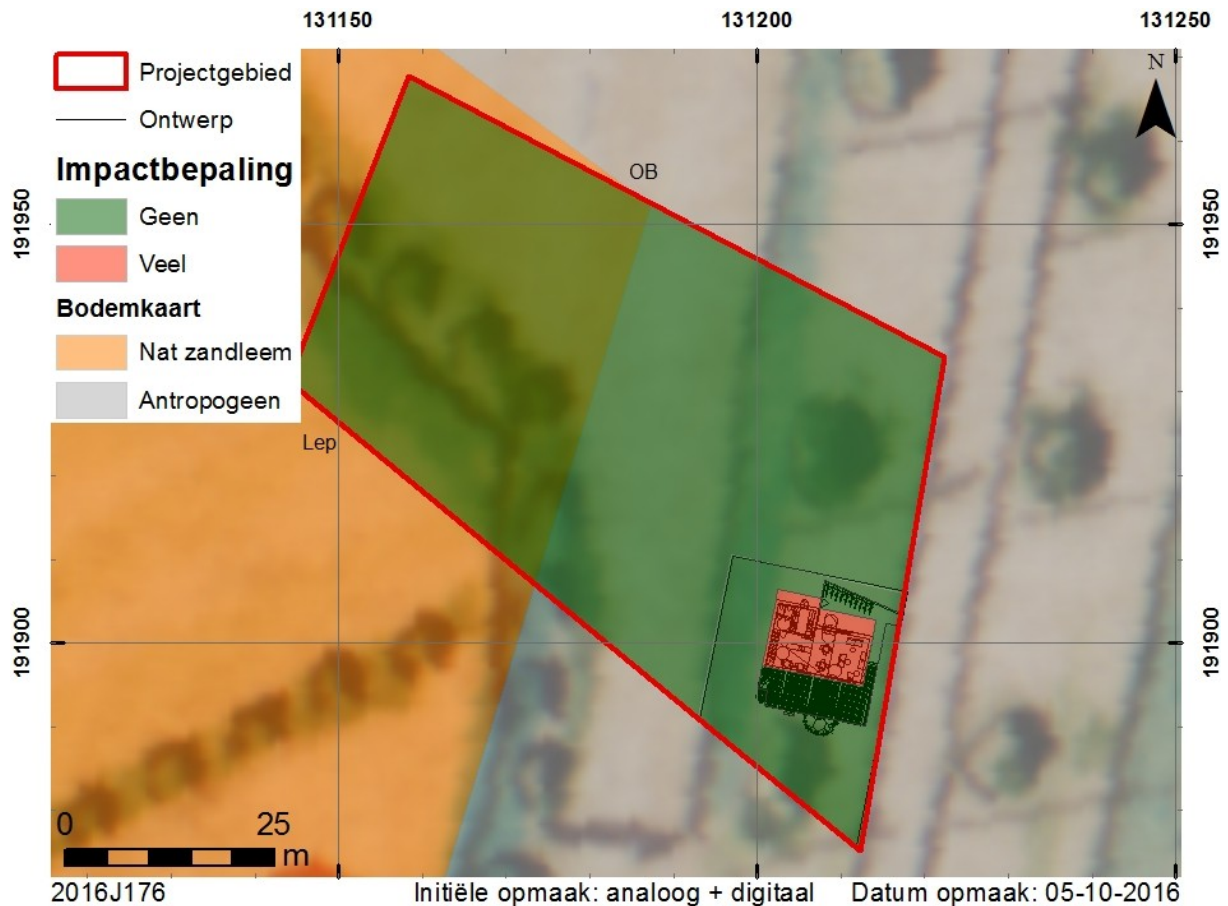 131150 131200 131250
Projectgebied
Ontwerp
Impactbepaling
Geen
Veel
Bodemkaart
Nat zandleem
Antropogeen
N
OB
Lep
191950 191950
191900 191900
0 25
m
2016J176 Initiële opmaak: analoog + digitaal Datum opmaak: 05-10-2016